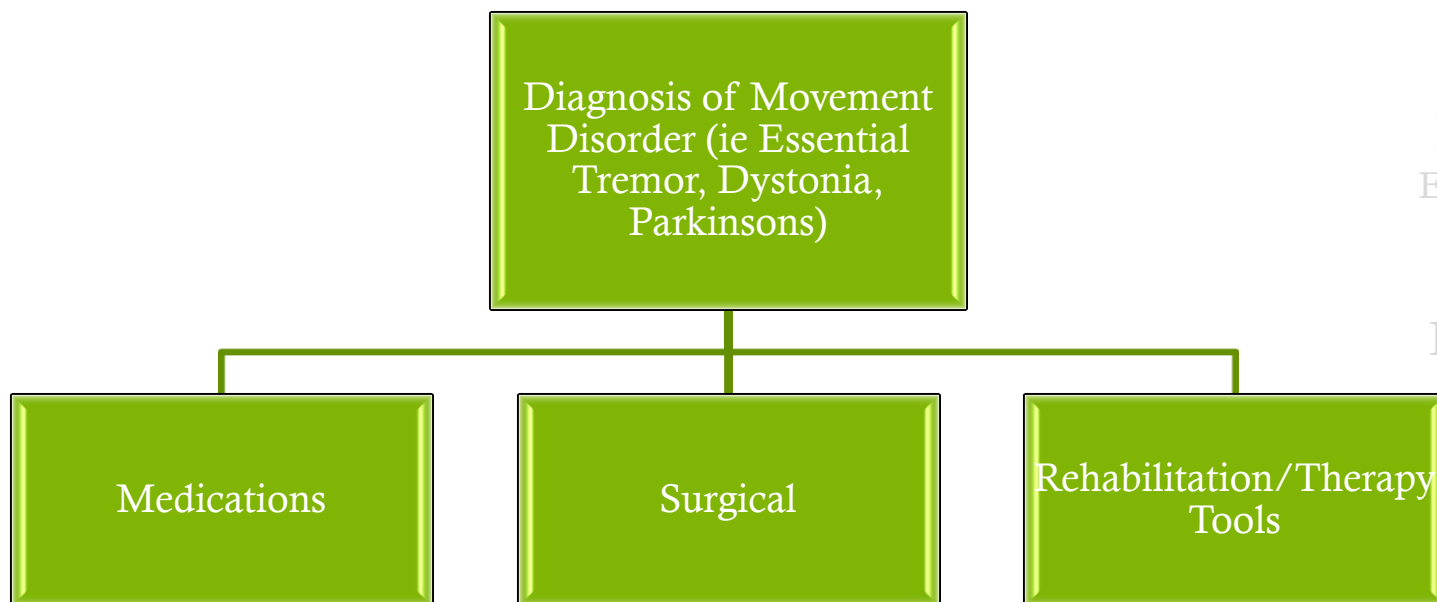 Diagnosis of Movement
Disorder (ie Essential
Tremor, Dystonia,
Parkinsons)
Medications
Surgical
Rehabilitation/Therapy
Tools